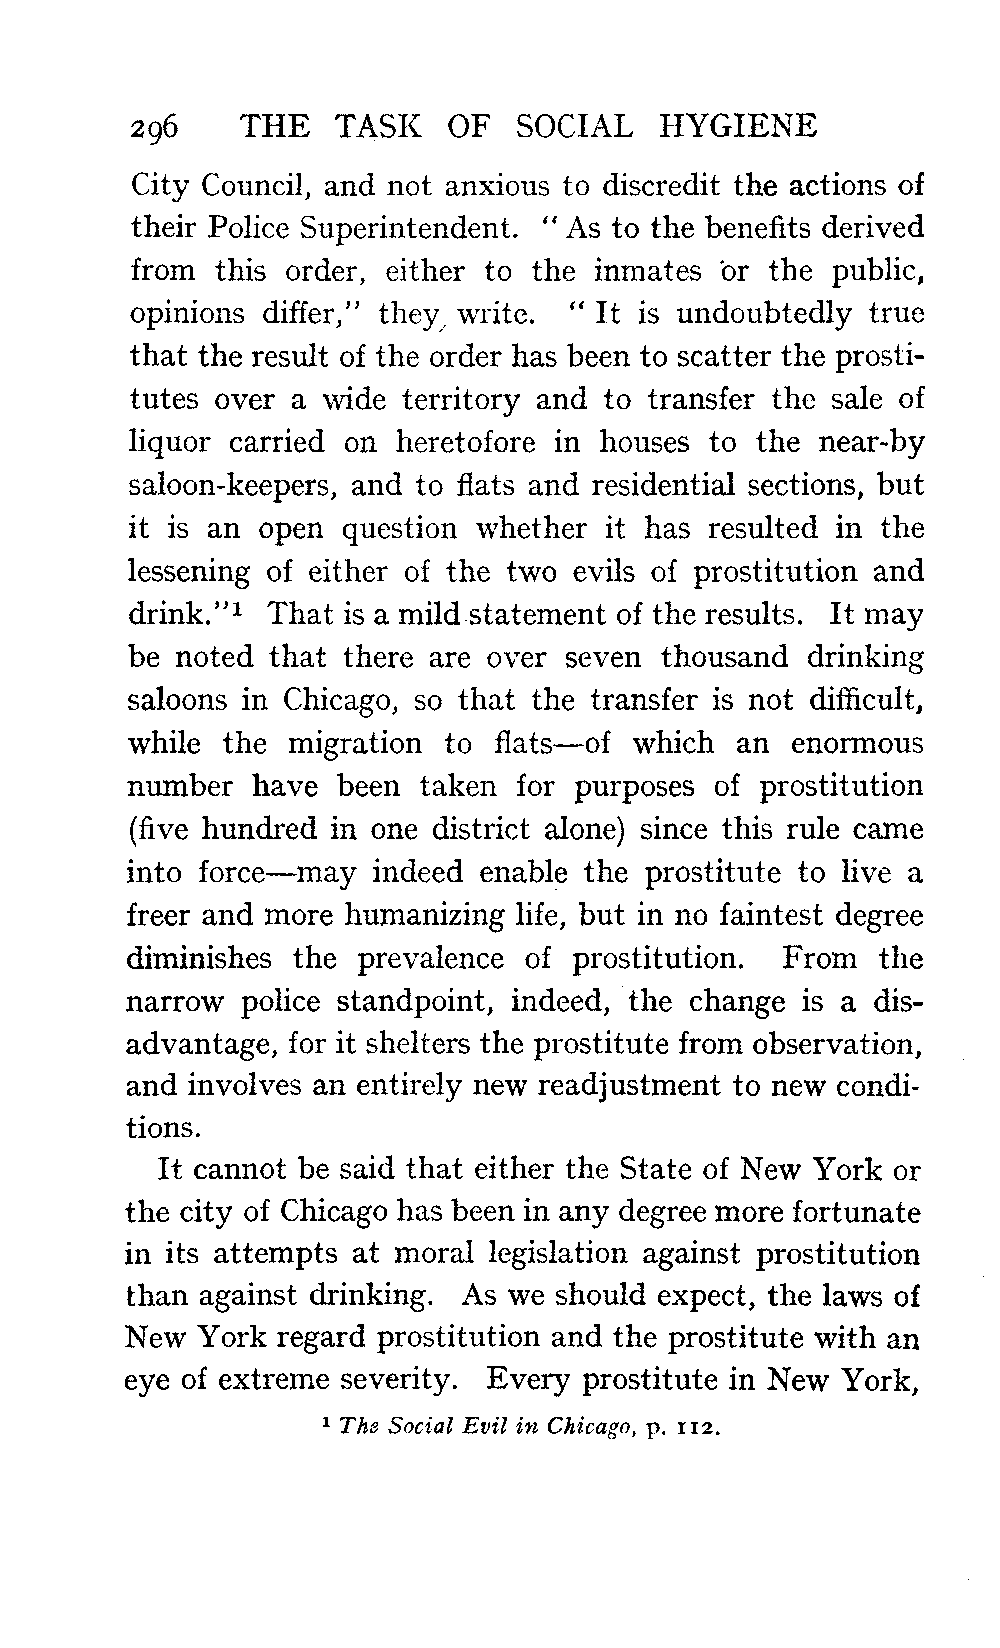 296 THE TASK OF SOCIAL HYGIENE
City Council, and not anxious to discredit the actions of
their Police Superintendent. " As to the benefits derived
from this order, either to the inmates or the public,
opinions differ," they write. " It is undoubtedly true
that the result of the order has been to scatter the prosti-
tutes over a wide territory and to transfer the sale of
liquor carried on heretofore in houses to the near-by
saloon-keepers, and to flats and residential sections, but
it is an open question whether it has resulted in the
lessening of either of the two evils of prostitution and
drink."¹ That is a mild statement of the results. It may
be noted that there are over seven thousand drinking
saloons in Chicago, so that the transfer is not difficult,
while the migration to flats—of which an enormous
number have been taken for purposes of prostitution
(five hundred in one district alone) since this rule came
into force—may indeed enable the prostitute to live a
freer and more humanizing life, but in no faintest degree
diminishes the prevalence of prostitution. From the
narrow police standpoint, indeed, the change is a dis-
advantage, for it shelters the prostitute from observation,
and involves an entirely new readjustment to new condi-
tions.
It cannot be said that either the State of New York or
the city of Chicago has been in any degree more fortunate
in its attempts at moral legislation against prostitution
than against drinking. As we should expect, the laws of
New York regard prostitution and the prostitute with an
eye of extreme severity. Every prostitute in New York,
¹ The Social Evil in Chicago, p. 112.